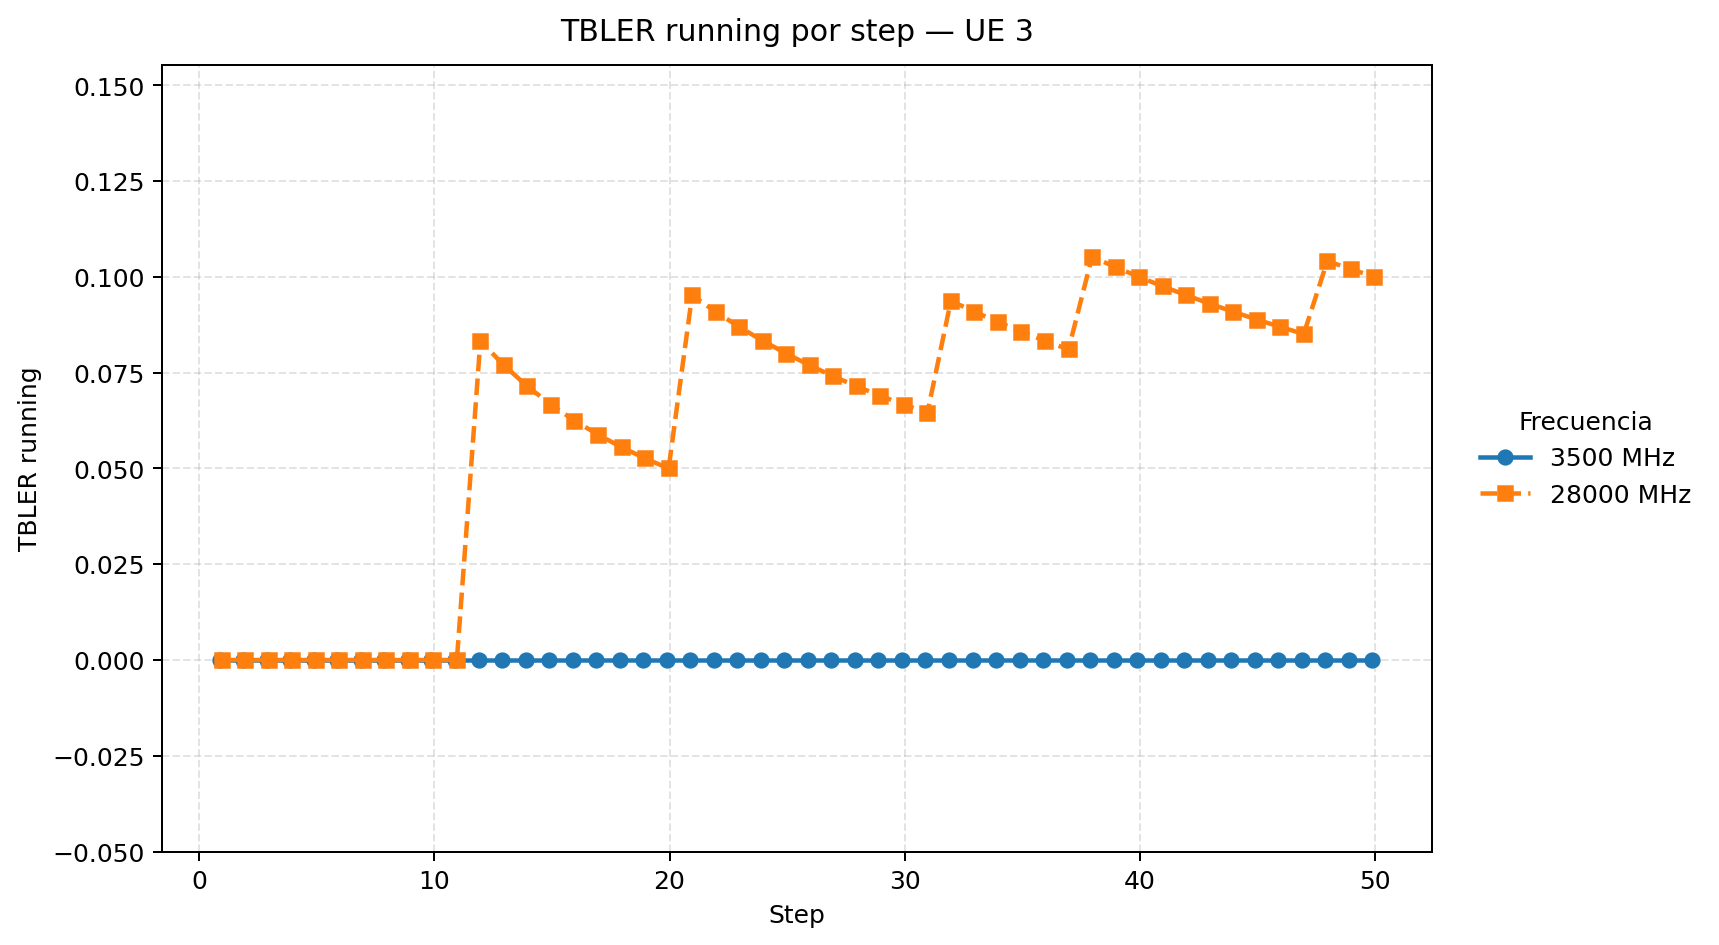 TBLER running por step — UE 3
0.150
0.125
0.100
0.075
0.050
0.025
0.000
−0.025
−0.050
TBLER running
0 10 20 30 40 50
Step
Frecuencia
3500 MHz
28000 MHz